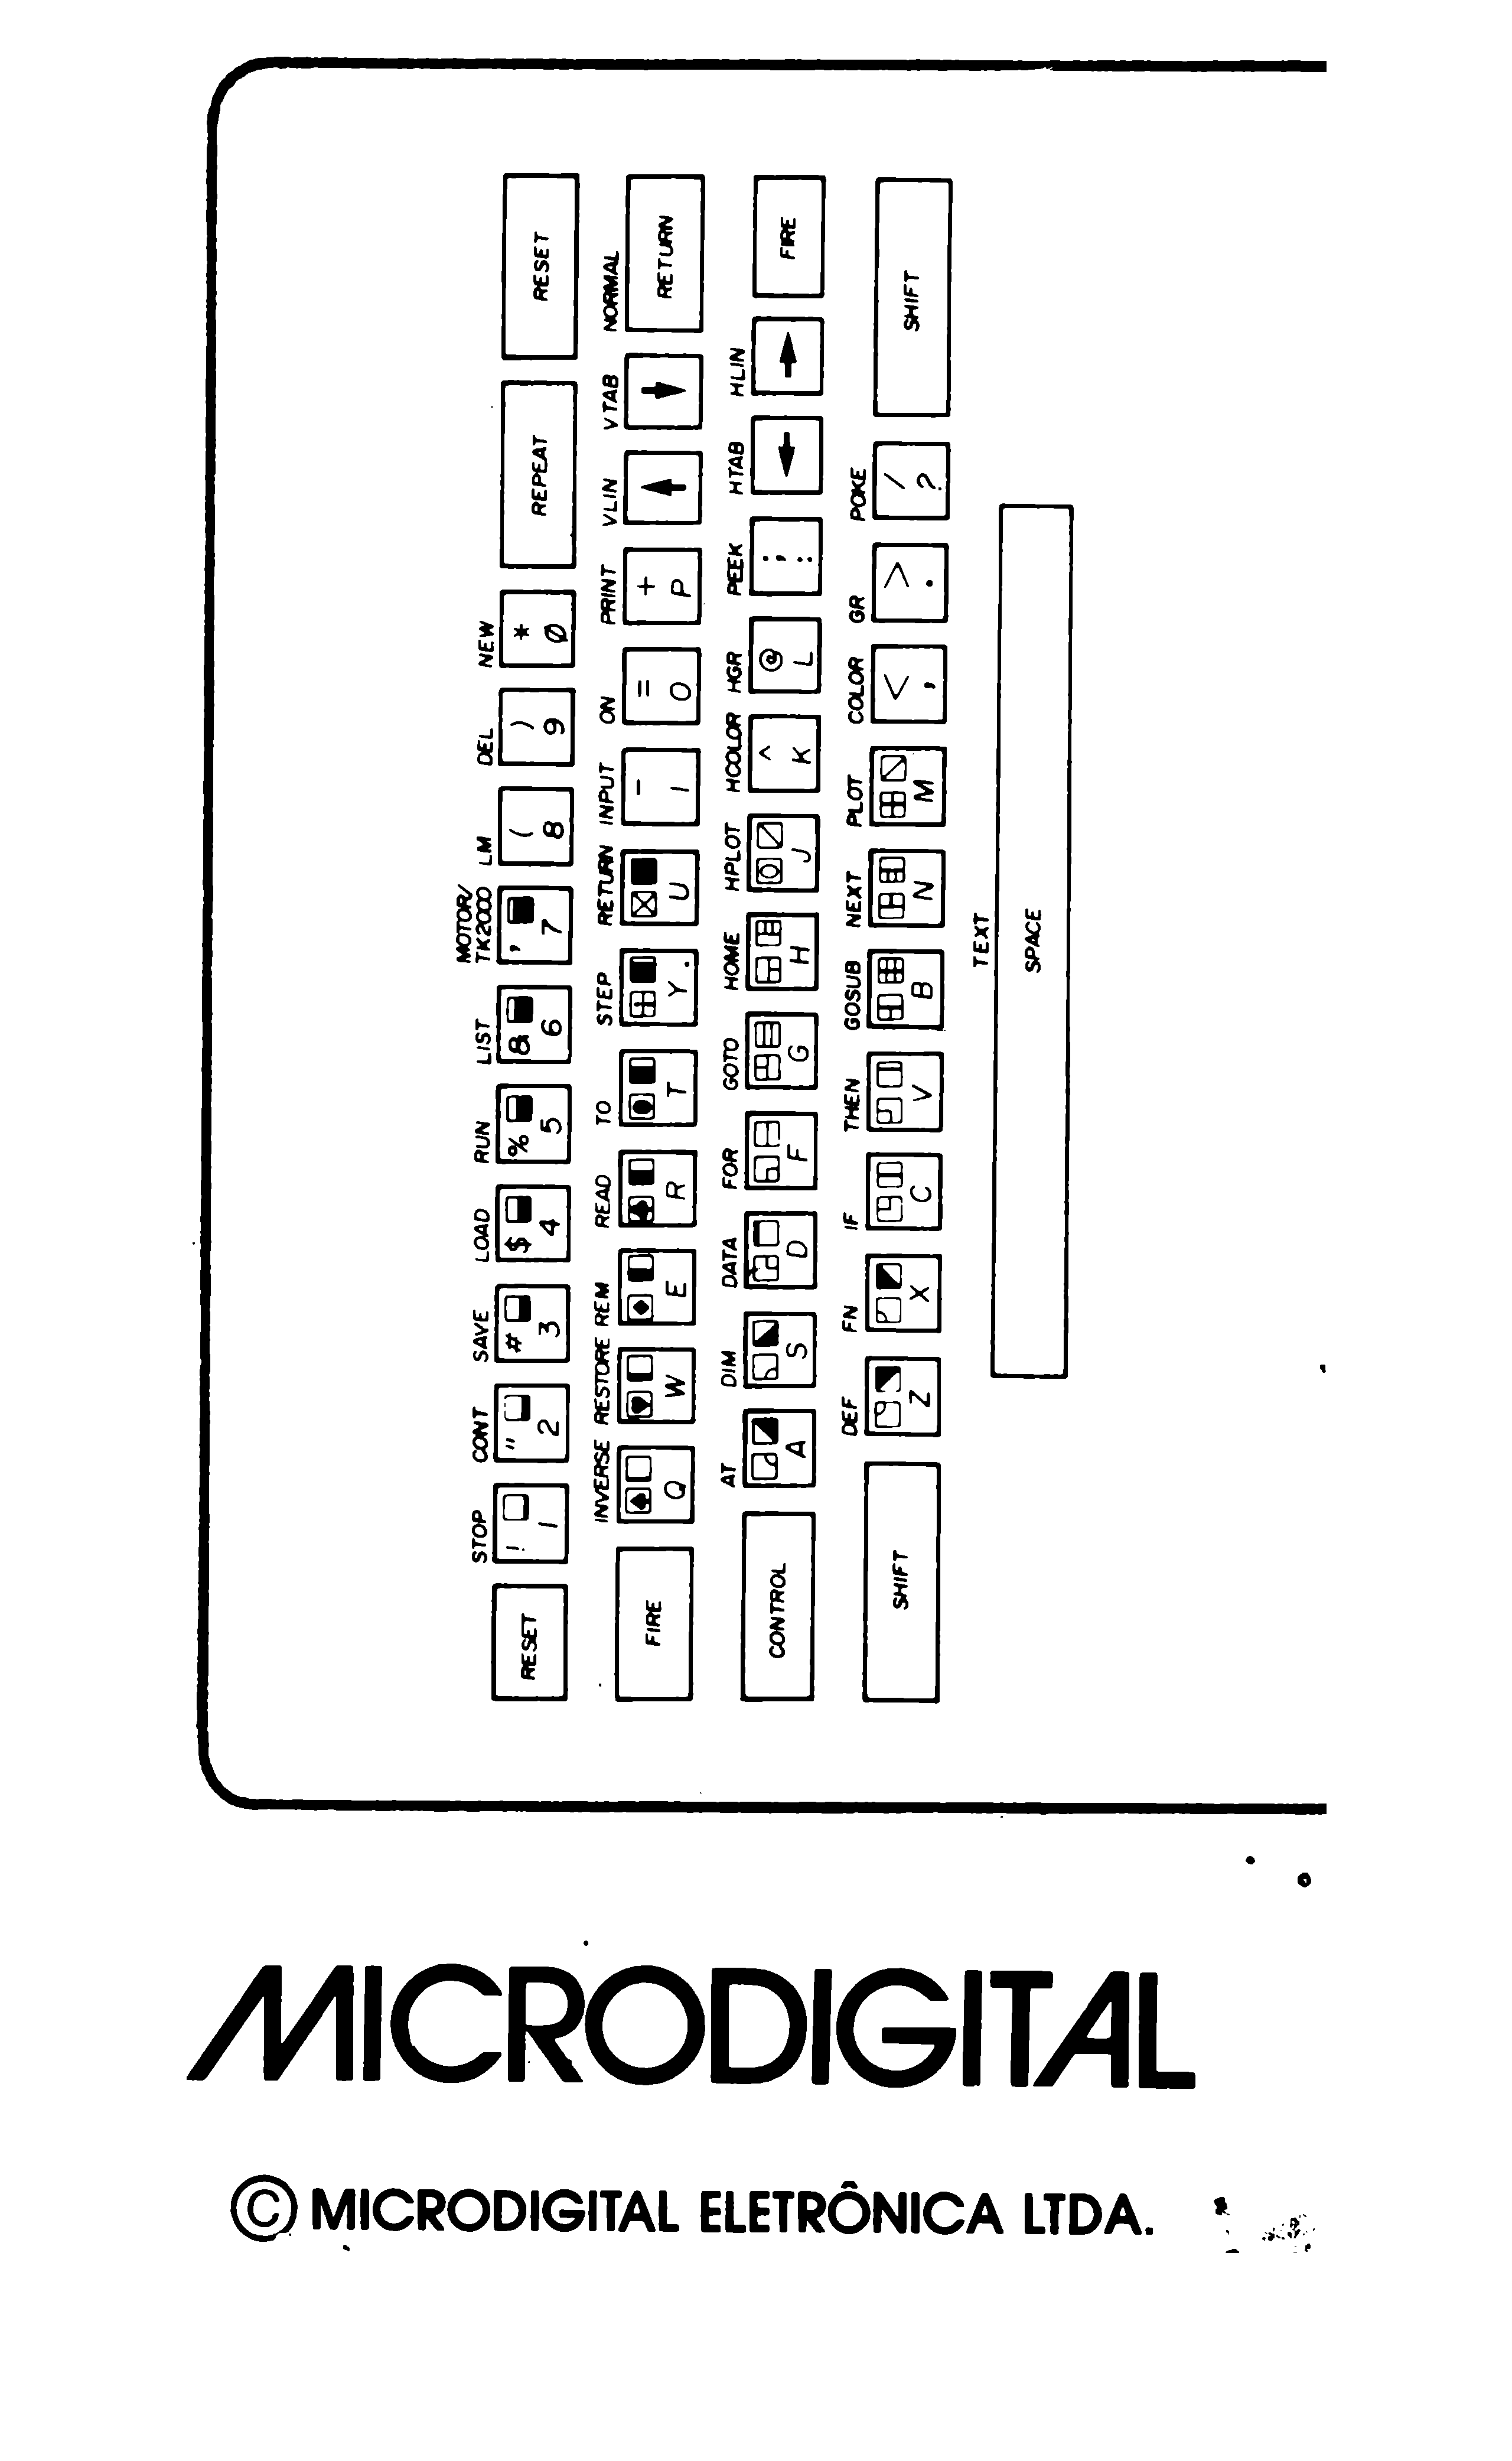 STOP CONT SAVE LOAD RUN LIST MOTOR/TK2000 LM DEL NEW
RESET ! 1 " 2 # 3 $ 4 % 5 & 6 ' 7 ( 8 ) 9 * 0 REPEAT RESET
INVERSE RESTORE REM READ TO STEP RETURN INPUT ON PRINT VLIN VTAB NORMAL
FIRE Q W E R T Y . U - I = O + P ↑ ↓ RETURN
AT DIM DATA FOR GOTO HOME HPLOT HCOLOR HGR PEEK HTAB HLIN
CONTROL A S D F G H J ^ K @ L ; : ← → FIRE
DEF FN IF THEN GOSUB NEXT PLOT COLOR GR POKE
SHIFT Z X C V B N M < , > . / ? SHIFT
TEXT
SPACE
MICRODIGITAL
© MICRODIGITAL ELETRÔNICA LTDA.